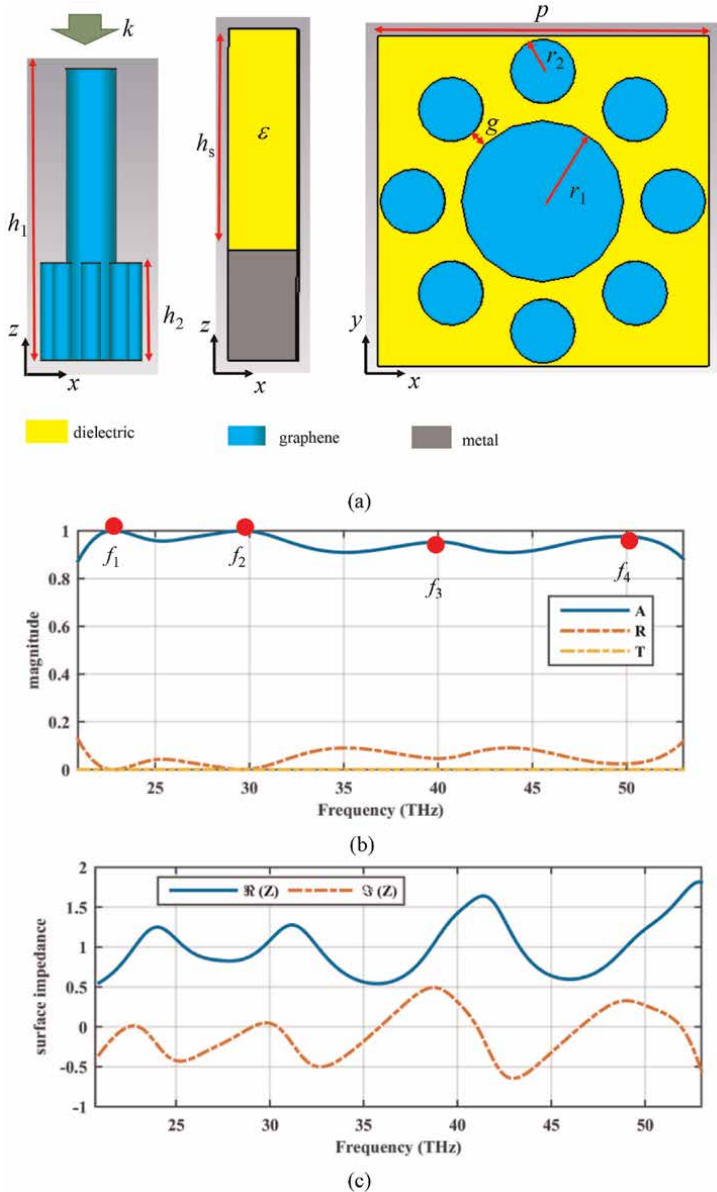 k
h1
h2
z
x
hs
ε
z
x
p
r2
g
r1
y
x
dielectric
graphene
metal
(a)
1
0.8
0.6
0.4
0.2
0
magnitude
f1
f2
f3
f4
A
R
T
25
30
35
40
45
50
Frequency (THz)
(b)
2
1.5
1
0.5
0
-0.5
-1
surface impedance
ℜ (Z)
ℑ (Z)
25
30
35
40
45
50
Frequency (THz)
(c)